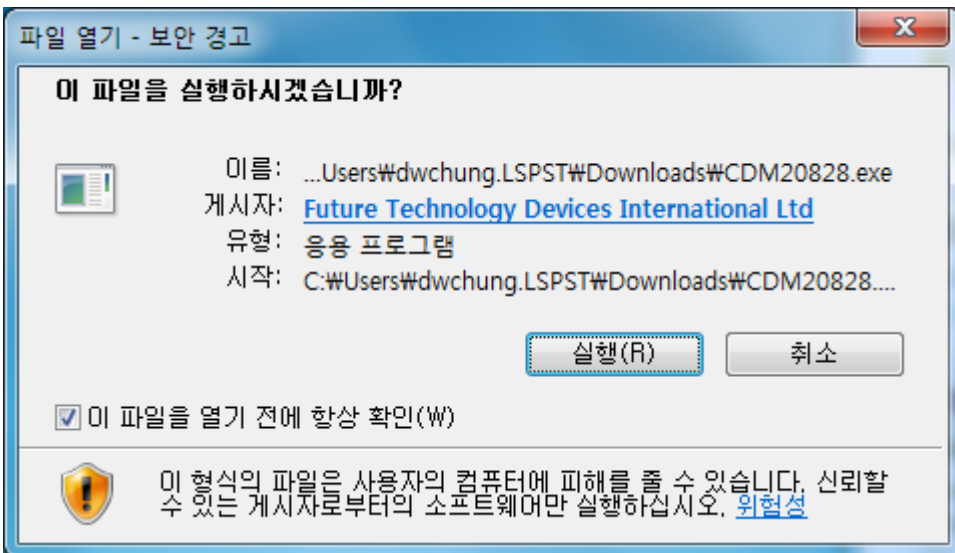 파일 열기 - 보안 경고
이 파일을 실행하시겠습니까?
이름: ...Users₩dwchung.LSPST₩Downloads₩CDM20828.exe
게시자: Future Technology Devices International Ltd
유형: 응용 프로그램
시작: C:₩Users₩dwchung.LSPST₩Downloads₩CDM20828....
실행(R) 취소
이 파일을 열기 전에 항상 확인(W)
이 형식의 파일은 사용자의 컴퓨터에 피해를 줄 수 있습니다. 신뢰할
수 있는 게시자로부터의 소프트웨어만 실행하십시오. 위험성